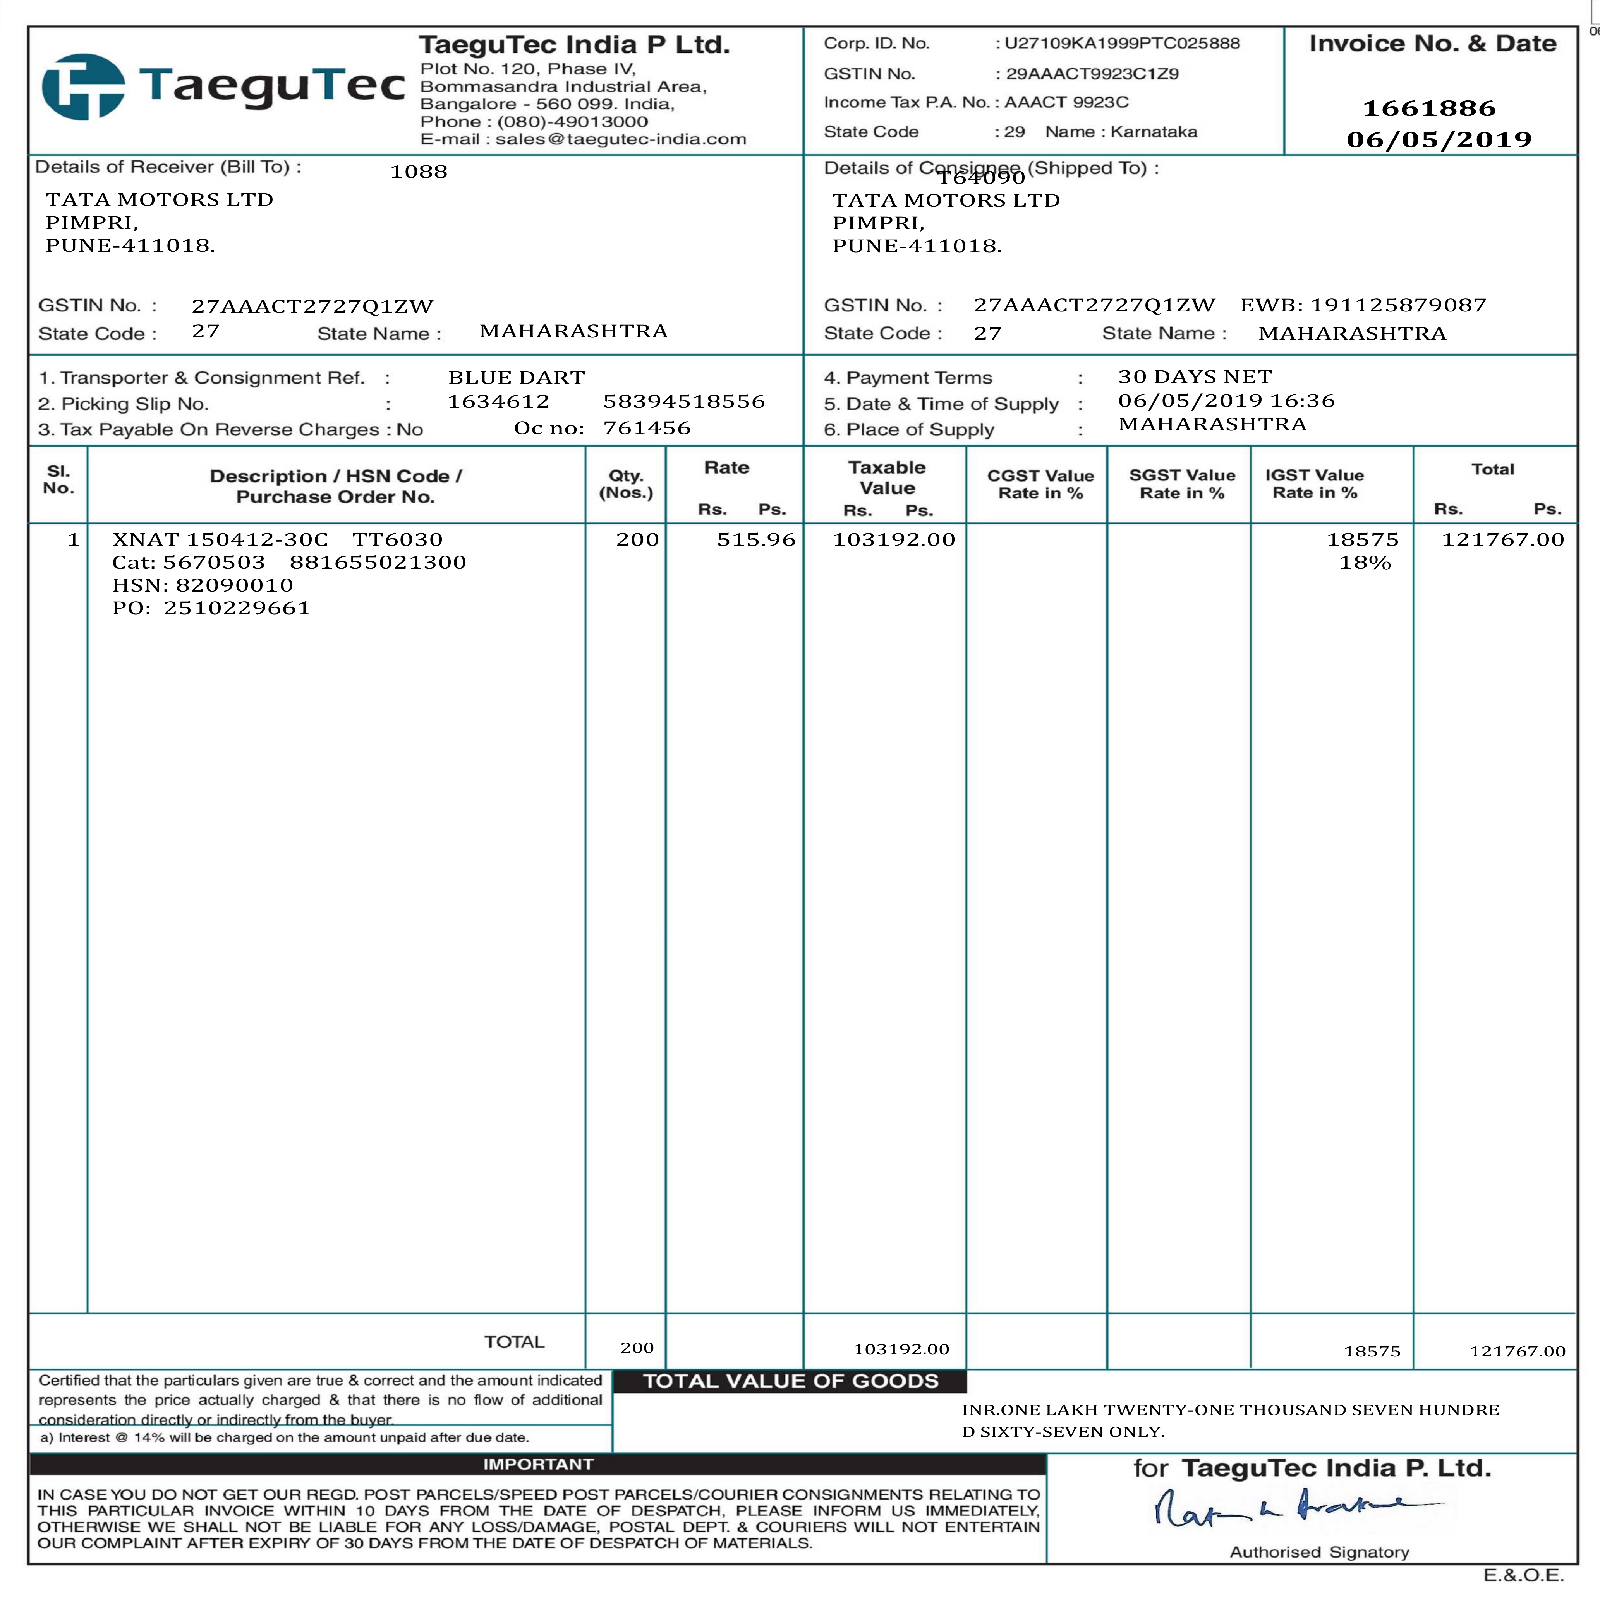 TaeguTec
TaeguTec India P Ltd.
Plot No. 120, Phase IV,
Bommasandra Industrial Area,
Bangalore - 560 099. India,
Phone : (080)-49013000
E-mail : sales@taegutec-india.com
Corp. ID. No. : U27109KA1999PTC025888
GSTIN No. : 29AAACT9923C1Z9
Income Tax P.A. No. : AAACT 9923C
State Code : 29 Name : Karnataka
Invoice No. & Date
1661886
06/05/2019
Details of Receiver (Bill To) : 1088
TATA MOTORS LTD
PIMPRI,
PUNE-411018.
GSTIN No. : 27AAACT2727Q1ZW
State Code : 27 State Name : MAHARASHTRA
Details of Consignee (Shipped To) :
T64090
TATA MOTORS LTD
PIMPRI,
PUNE-411018.
GSTIN No. : 27AAACT2727Q1ZW EWB: 191125879087
State Code : 27 State Name : MAHARASHTRA
1. Transporter & Consignment Ref. : BLUE DART
2. Picking Slip No. : 1634612 58394518556
3. Tax Payable On Reverse Charges : No Oc no: 761456
4. Payment Terms : 30 DAYS NET
5. Date & Time of Supply : 06/05/2019 16:36
6. Place of Supply : MAHARASHTRA
Sl. No. Description / HSN Code / Purchase Order No. Qty. (Nos.) Rate Rs. Ps. Taxable Value Rs. Ps. CGST Value Rate in % SGST Value Rate in % IGST Value Rate in % Total Rs. Ps.
1 XNAT 150412-30C TT6030 200 515.96 103192.00 18575 121767.00
Cat: 5670503 881655021300 18%
HSN: 82090010
PO: 2510229661
TOTAL 200 103192.00 18575 121767.00
Certified that the particulars given are true & correct and the amount indicated
represents the price actually charged & that there is no flow of additional
consideration directly or indirectly from the buyer.
a) Interest @ 14% will be charged on the amount unpaid after due date.
TOTAL VALUE OF GOODS
INR.ONE LAKH TWENTY-ONE THOUSAND SEVEN HUNDRE
D SIXTY-SEVEN ONLY.
IMPORTANT
IN CASE YOU DO NOT GET OUR REGD. POST PARCELS/SPEED POST PARCELS/COURIER CONSIGNMENTS RELATING TO
THIS PARTICULAR INVOICE WITHIN 10 DAYS FROM THE DATE OF DESPATCH, PLEASE INFORM US IMMEDIATELY,
OTHERWISE WE SHALL NOT BE LIABLE FOR ANY LOSS/DAMAGE, POSTAL DEPT. & COURIERS WILL NOT ENTERTAIN
OUR COMPLAINT AFTER EXPIRY OF 30 DAYS FROM THE DATE OF DESPATCH OF MATERIALS.
for TaeguTec India P. Ltd.
Authorised Signatory
E.&.O.E.